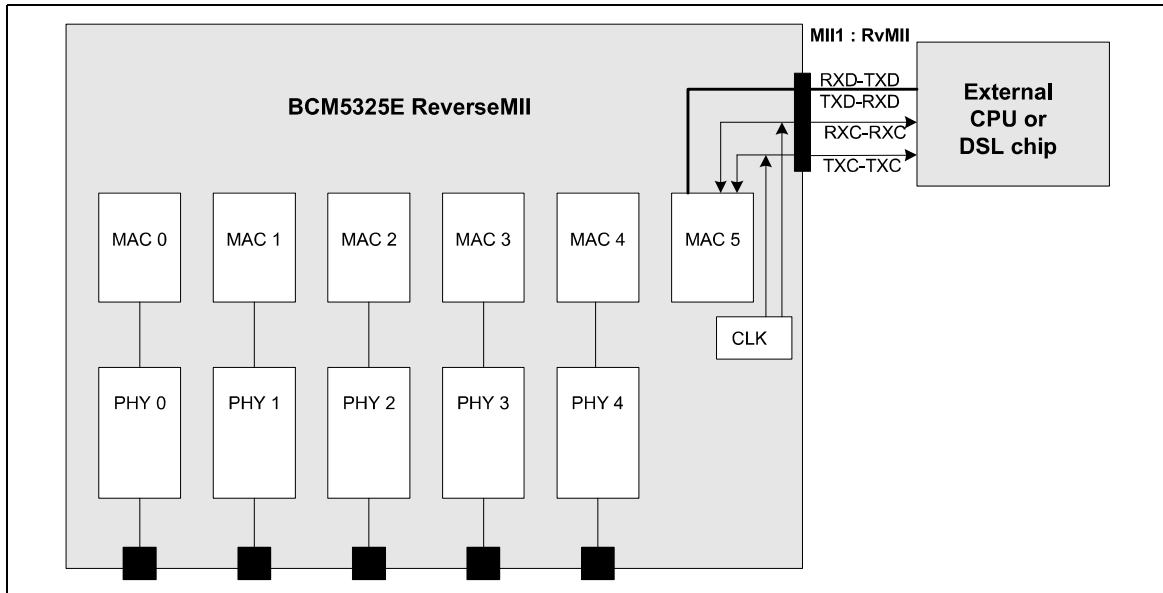 MII1 : RvMII
BCM5325E ReverseMII
RXD-TXD
TXD-RXD
RXC-RXC
TXC-TXC
External
CPU or
DSL chip
MAC 0
MAC 1
MAC 2
MAC 3
MAC 4
MAC 5
CLK
PHY 0
PHY 1
PHY 2
PHY 3
PHY 4